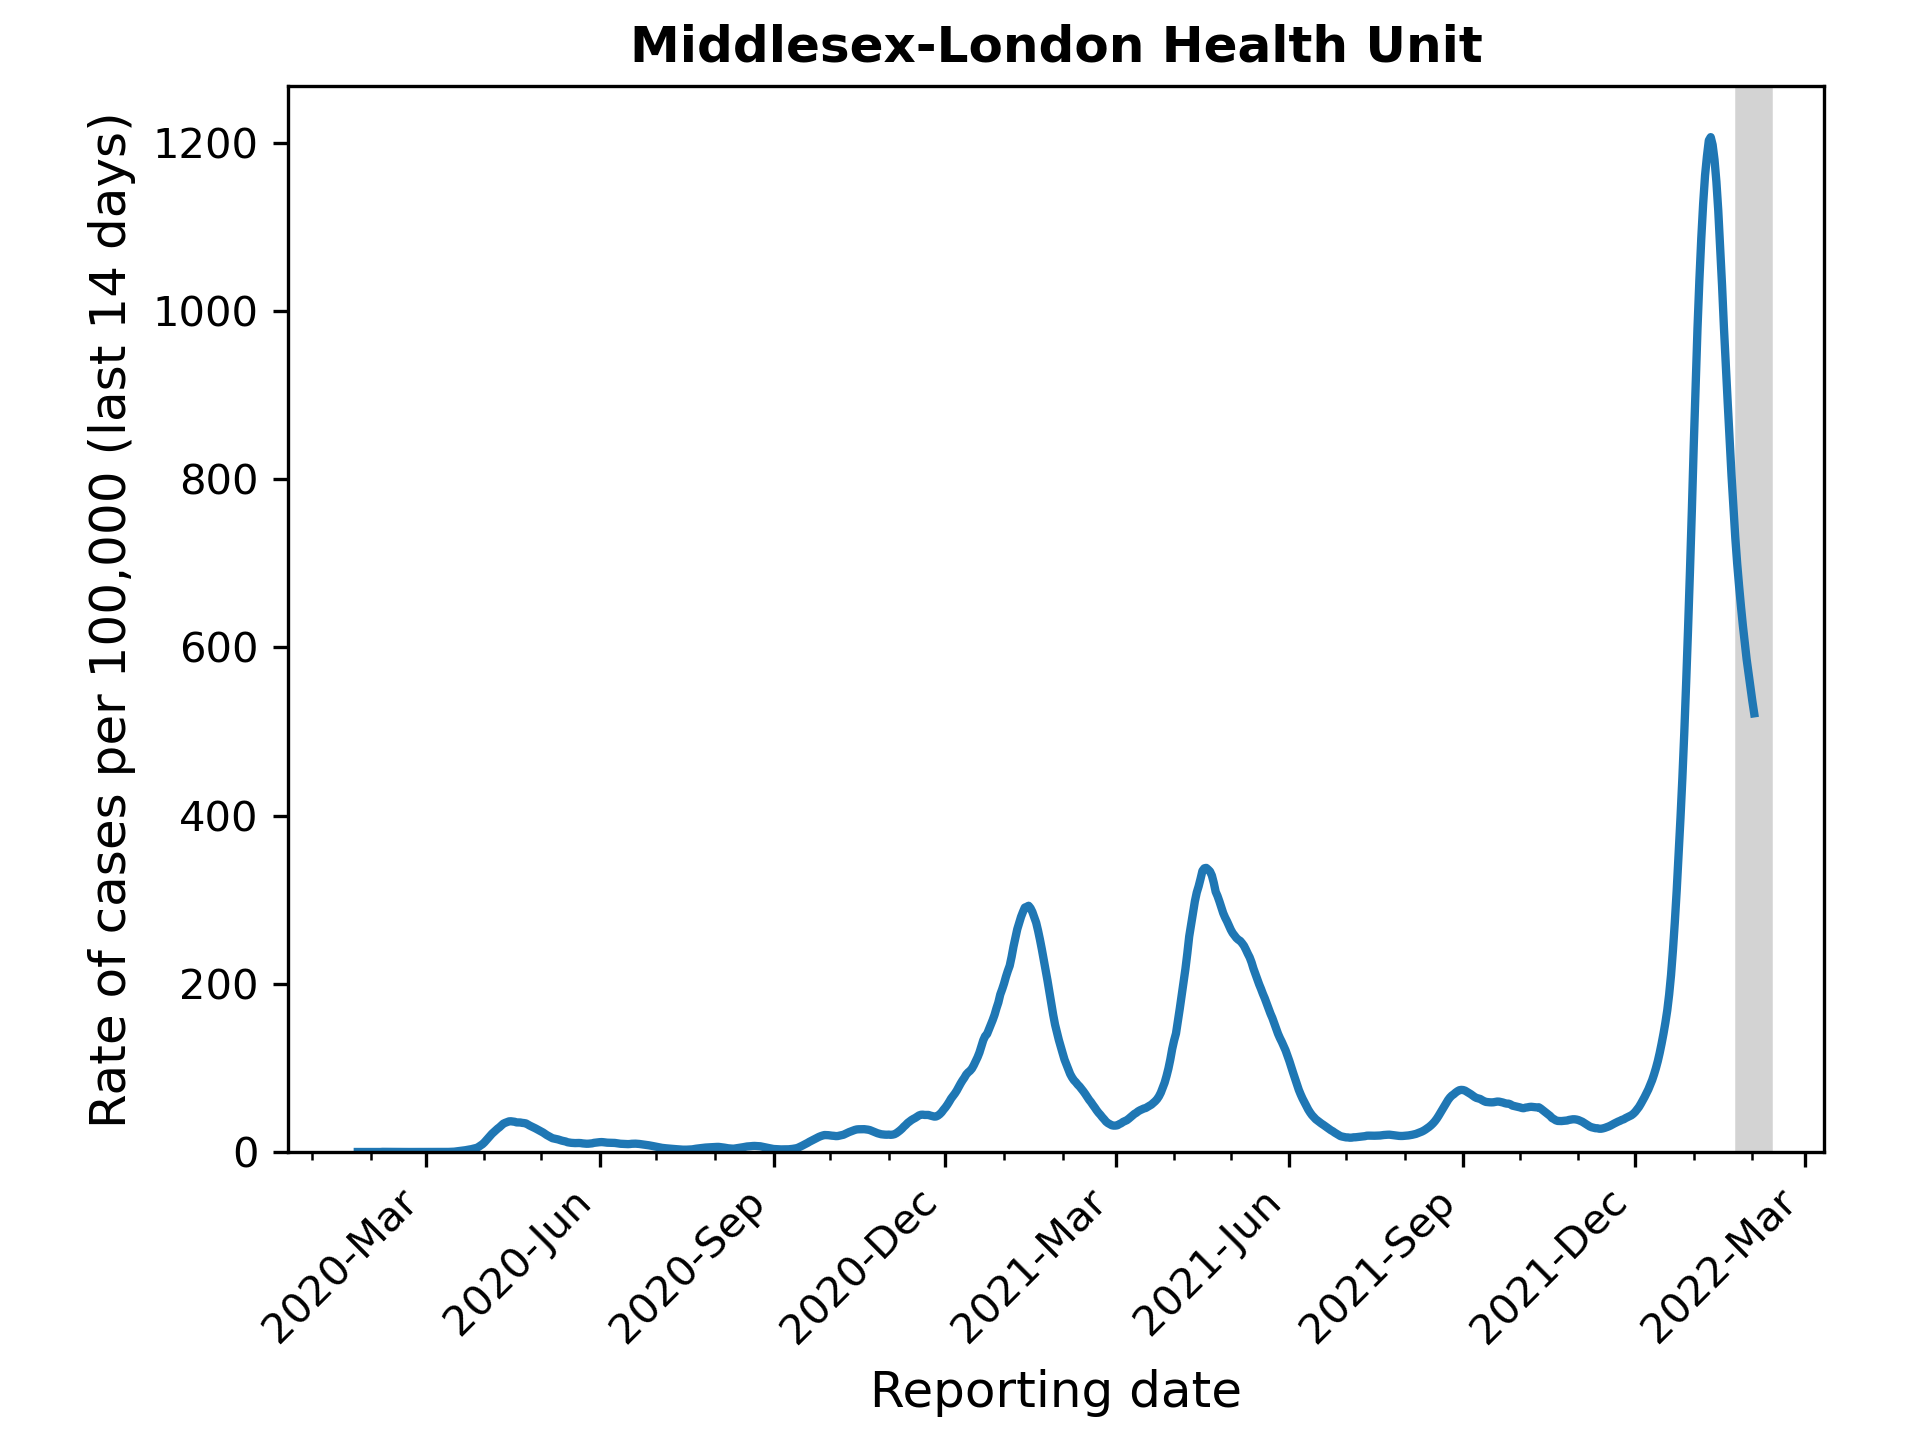 Middlesex-London Health Unit
Rate of cases per 100,000 (last 14 days)
1200
1000
800
600
400
200
0
2020-Mar
2020-Jun
2020-Sep
2020-Dec
2021-Mar
2021-Jun
2021-Sep
2021-Dec
2022-Mar
Reporting date